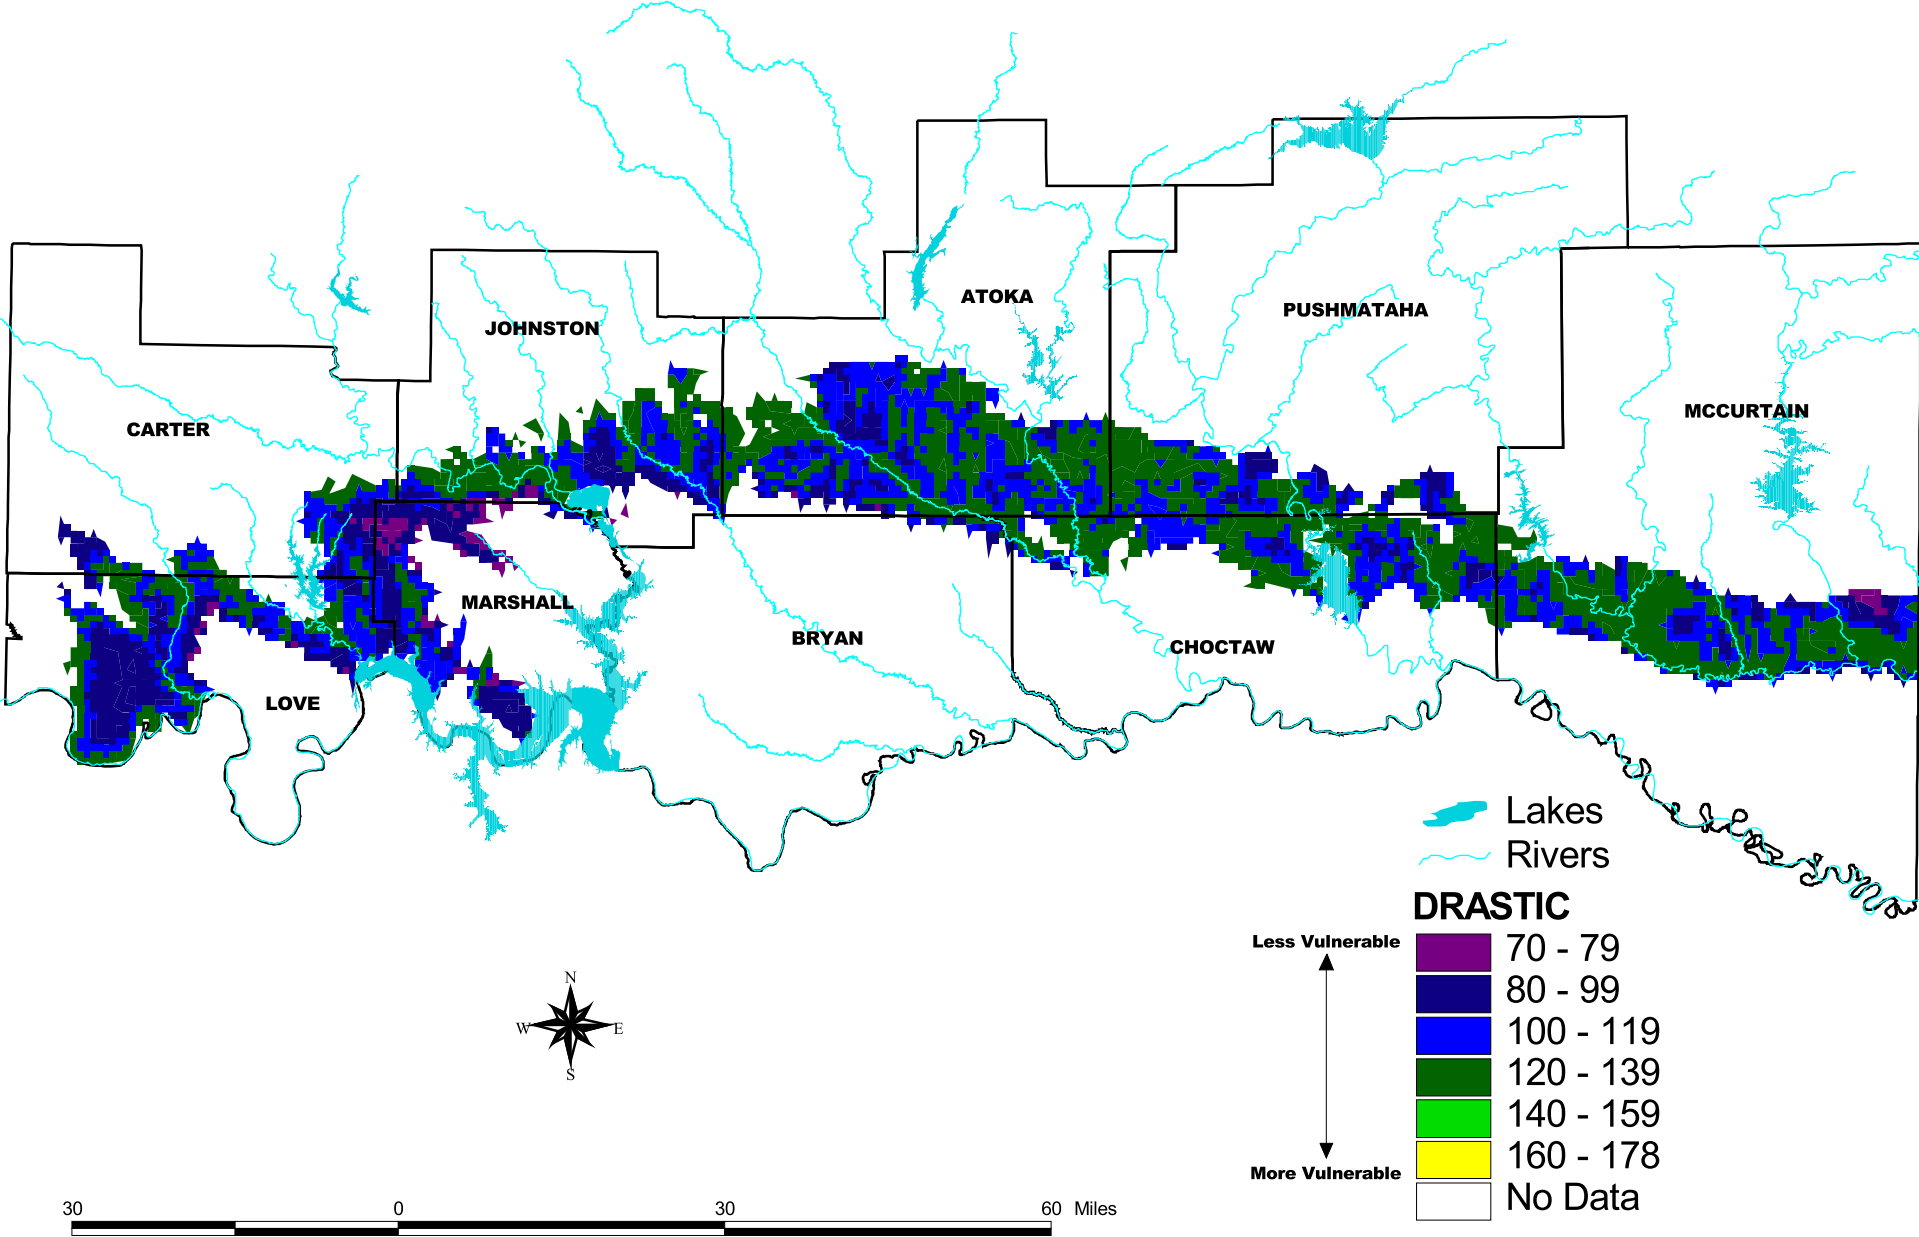 ATOKA
PUSHMATAHA
JOHNSTON
MCCURTAIN
CARTER
MARSHALL
BRYAN
CHOCTAW
LOVE
Lakes
Rivers
DRASTIC
Less Vulnerable
70 - 79
80 - 99
100 - 119
120 - 139
140 - 159
160 - 178
More Vulnerable
No Data
N
W E
S
30 0 30 60 Miles